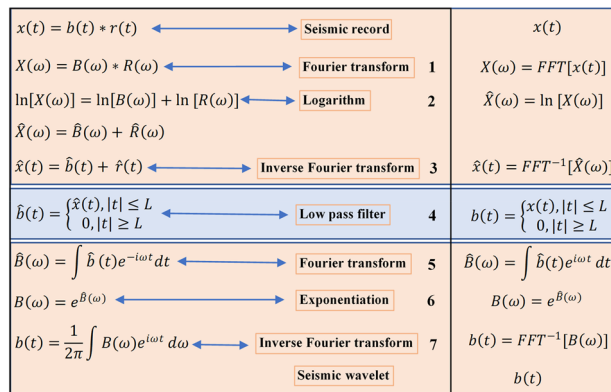 x(t) = b(t) ∗ r(t) Seismic record x(t)
X(ω) = B(ω) ∗ R(ω) Fourier transform 1 X(ω) = FFT[x(t)]
ln[X(ω)] = ln[B(ω)] + ln [R(ω)] Logarithm 2 X̂(ω) = ln [X(ω)]
X̂(ω) = B̂(ω) + R̂(ω)
x̂(t) = b̂(t) + r̂(t) Inverse Fourier transform 3 x̂(t) = FFT⁻¹[X̂(ω)]
b̂(t) = {x̂(t), |t| ≤ L Low pass filter 4 b(t) = {x(t), |t| ≤ L
0, |t| ≥ L 0, |t| ≥ L
B̂(ω) = ∫ b̂(t)e^{-iωt}dt Fourier transform 5 B̂(ω) = ∫ b̂(t)e^{iωt} dt
B(ω) = e^{B̂(ω)} Exponentiation 6 B(ω) = e^{B̂(ω)}
b(t) = 1/2π ∫ B(ω)e^{iωt} dω Inverse Fourier transform 7 b(t) = FFT⁻¹[B(ω)]
Seismic wavelet b(t)